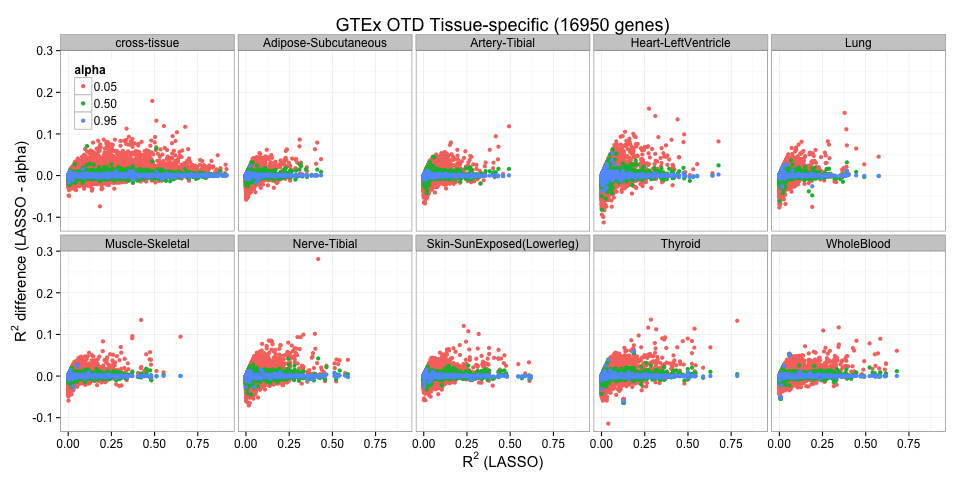 GTEx OTD Tissue-specific (16950 genes)
cross-tissue Adipose-Subcutaneous Artery-Tibial Heart-LeftVentricle Lung
alpha
0.05
0.50
0.95
0.3
0.2
0.1
0.0
-0.1
Muscle-Skeletal Nerve-Tibial Skin-SunExposed(Lowerleg) Thyroid WholeBlood
0.3
0.2
0.1
0.0
-0.1
R² difference (LASSO - alpha)
0.00 0.25 0.50 0.75 0.00 0.25 0.50 0.75 0.00 0.25 0.50 0.75 0.00 0.25 0.50 0.75 0.00 0.25 0.50 0.75
R² (LASSO)